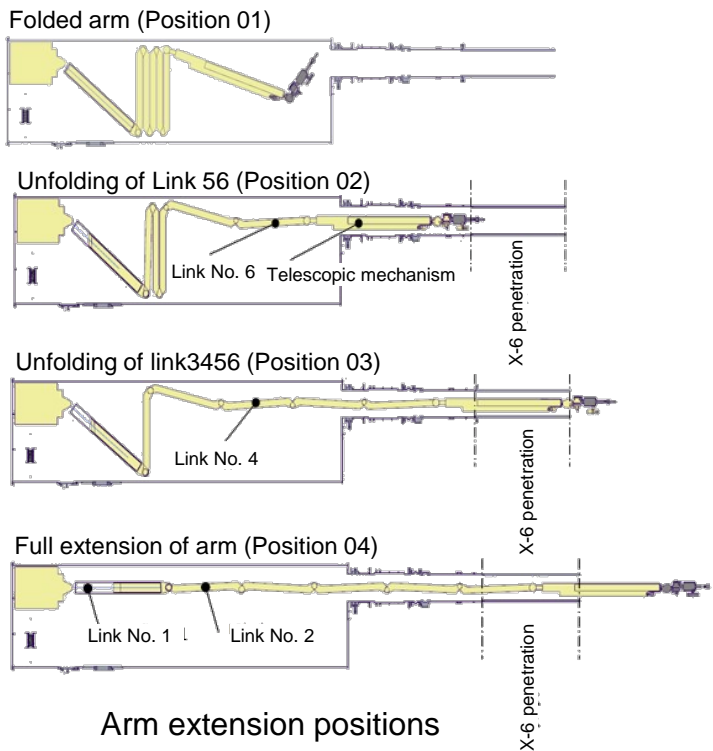 Folded arm (Position 01)
Unfolding of Link 56 (Position 02)
Link No. 6
Telescopic mechanism
X-6 penetration
Unfolding of link3456 (Position 03)
Link No. 4
X-6 penetration
Full extension of arm (Position 04)
Link No. 1
Link No. 2
X-6 penetration
Arm extension positions